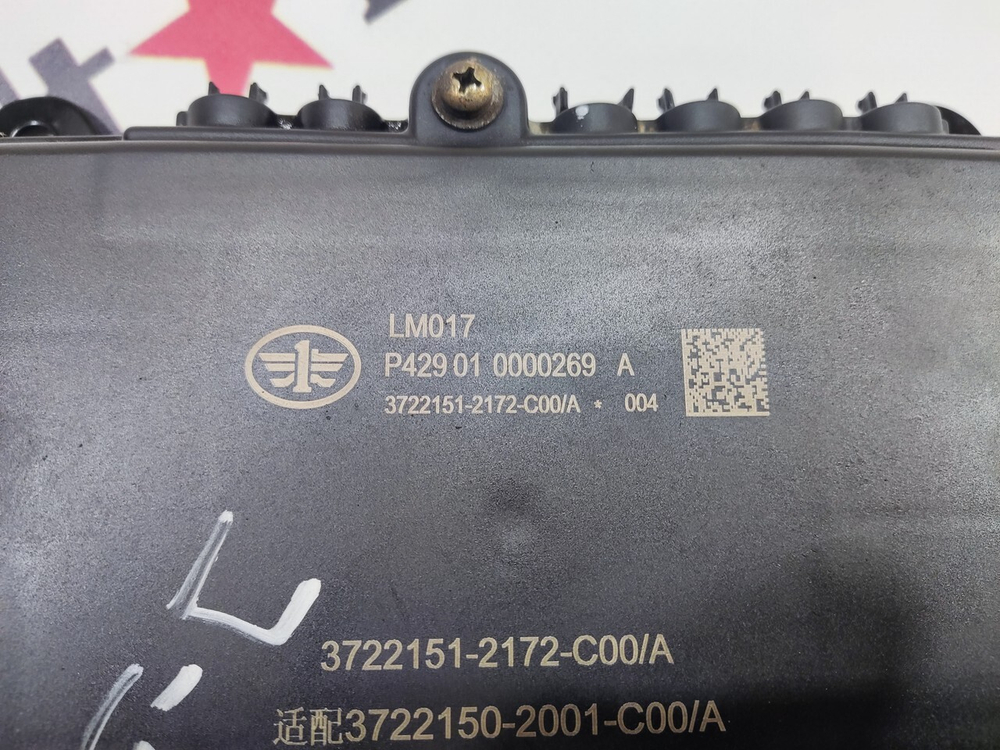 LM017
P429 01 0000269 A
3722151-2172-C00/A * 004
3722151-2172-C00/A
适配3722150-2001-C00/A